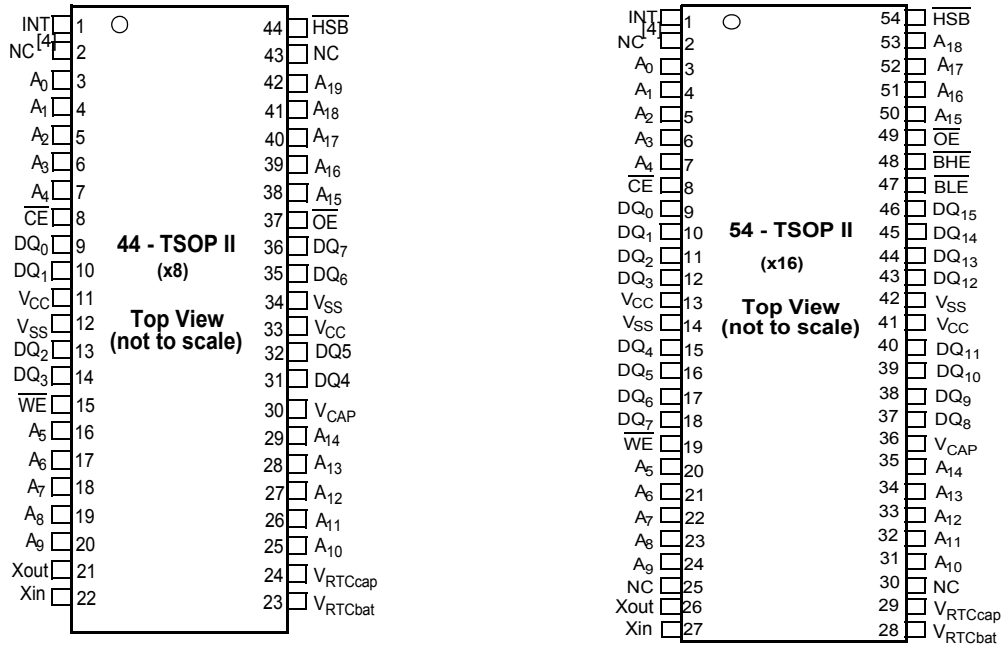 INT 1 44 HSB
NC [4] 2 43 NC
A0 3 42 A19
A1 4 41 A18
A2 5 40 A17
A3 6 39 A16
A4 7 38 A15
CE 8 37 OE
DQ0 9 44 - TSOP II 36 DQ7
DQ1 10 (x8) 35 DQ6
VCC 11 34 VSS
VSS 12 Top View 33 VCC
DQ2 13 (not to scale) 32 DQ5
DQ3 14 31 DQ4
WE 15 30 VCAP
A5 16 29 A14
A6 17 28 A13
A7 18 27 A12
A8 19 26 A11
A9 20 25 A10
Xout 21 24 VRTCcap
Xin 22 23 VRTCbat
INT 1 54 HSB
NC [4] 2 53 A18
A0 3 52 A17
A1 4 51 A16
A2 5 50 A15
A3 6 49 OE
A4 7 48 BHE
CE 8 47 BLE
DQ0 9 46 DQ15
DQ1 10 54 - TSOP II 45 DQ14
DQ2 11 (x16) 44 DQ13
DQ3 12 43 DQ12
VCC 13 Top View 42 VSS
VSS 14 (not to scale) 41 VCC
DQ4 15 40 DQ11
DQ5 16 39 DQ10
DQ6 17 38 DQ9
DQ7 18 37 DQ8
WE 19 36 VCAP
A5 20 35 A14
A6 21 34 A13
A7 22 33 A12
A8 23 32 A11
A9 24 31 A10
NC 25 30 NC
Xout 26 29 VRTCcap
Xin 27 28 VRTCbat